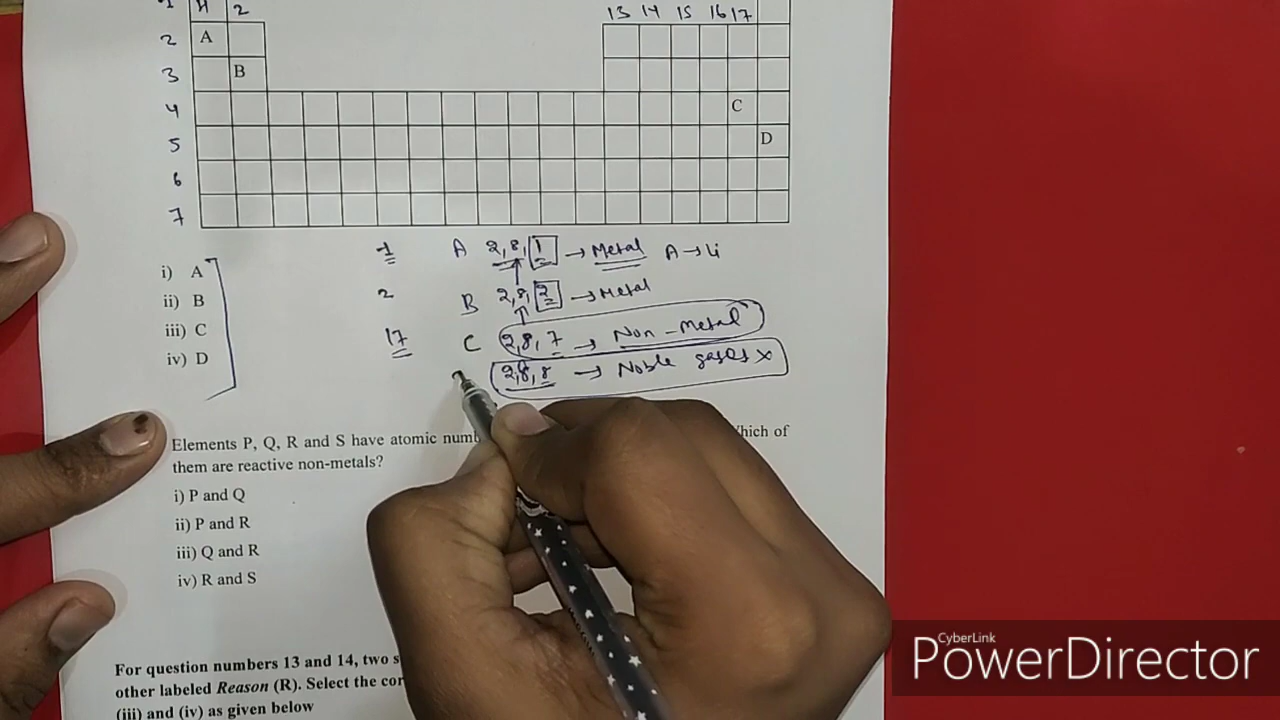 1 H 2 13 14 15 16 17
2 A
3 B
4 C
5 D
6
7
1 A 2,8,1 → Metal A → Li
i) A
2 B 2,8,2 → Metal
ii) B
17 C 2,8,7 → Non-Metal
iii) C
2,8,8 → Noble gases x
iv) D
Elements P, Q, R and S have atomic hich of
them are reactive non-metals?
i) P and Q
ii) P and R
iii) Q and R
iv) R and S
For question numbers 13 and 14, two
other labeled Reason (R). Select the
(iii) and (iv) as given below
CyberLink
PowerDirector